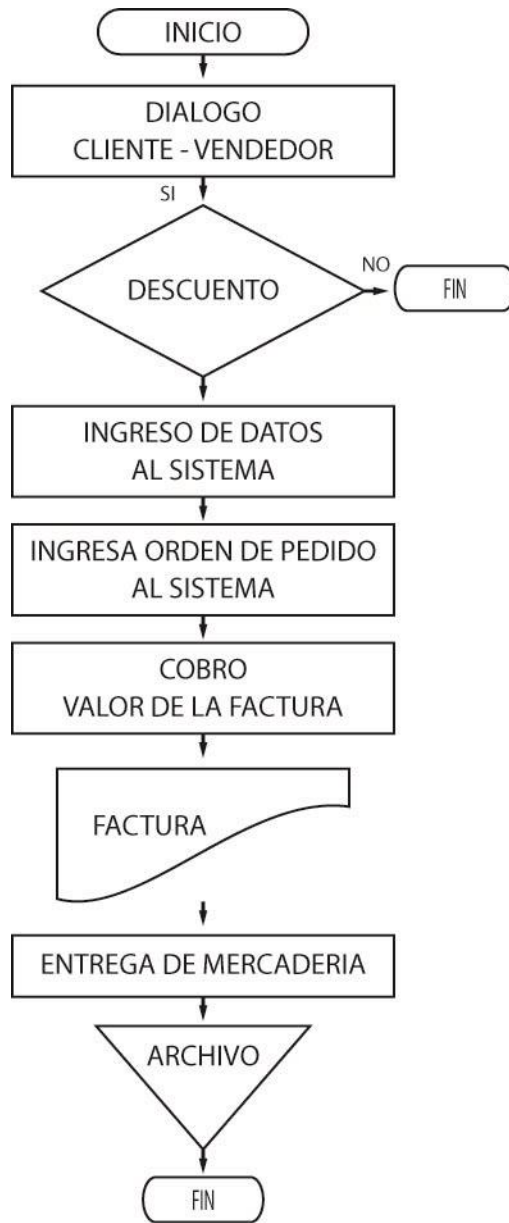 INICIO
DIALOGO
CLIENTE - VENDEDOR
SI
DESCUENTO
NO
FIN
INGRESO DE DATOS
AL SISTEMA
INGRESA ORDEN DE PEDIDO
AL SISTEMA
COBRO
VALOR DE LA FACTURA
FACTURA
ENTREGA DE MERCADERIA
ARCHIVO
FIN